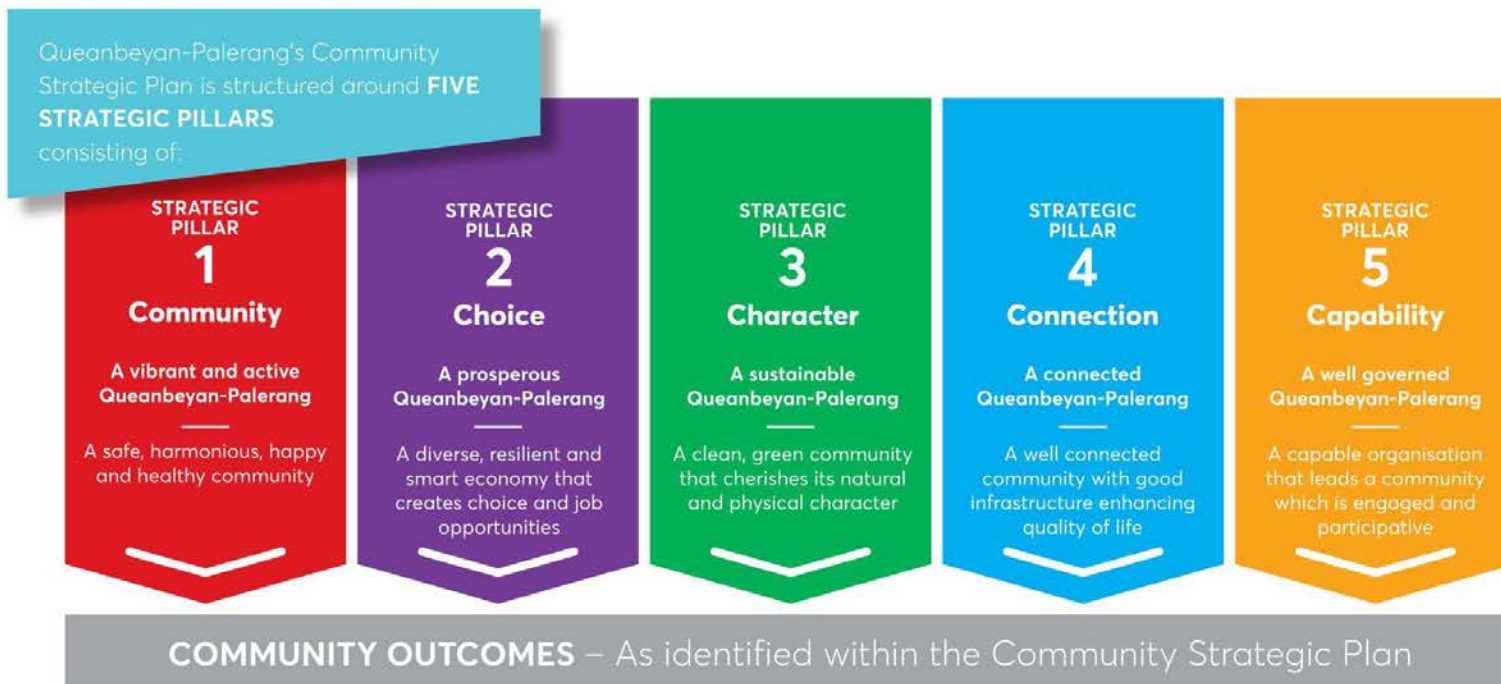 Queanbeyan-Palerang's Community
Strategic Plan is structured around FIVE
STRATEGIC PILLARS
consisting of:
STRATEGIC
PILLAR
1
Community
A vibrant and active
Queanbeyan-Palerang
A safe, harmonious, happy
and healthy community
STRATEGIC
PILLAR
2
Choice
A prosperous
Queanbeyan-Palerang
A diverse, resilient and
smart economy that
creates choice and job
opportunities
STRATEGIC
PILLAR
3
Character
A sustainable
Queanbeyan-Palerang
A clean, green community
that cherishes its natural
and physical character
STRATEGIC
PILLAR
4
Connection
A connected
Queanbeyan-Palerang
A well connected
community with good
infrastructure enhancing
quality of life
STRATEGIC
PILLAR
5
Capability
A well governed
Queanbeyan-Palerang
A capable organisation
that leads a community
which is engaged and
participative
COMMUNITY OUTCOMES – As identified within the Community Strategic Plan